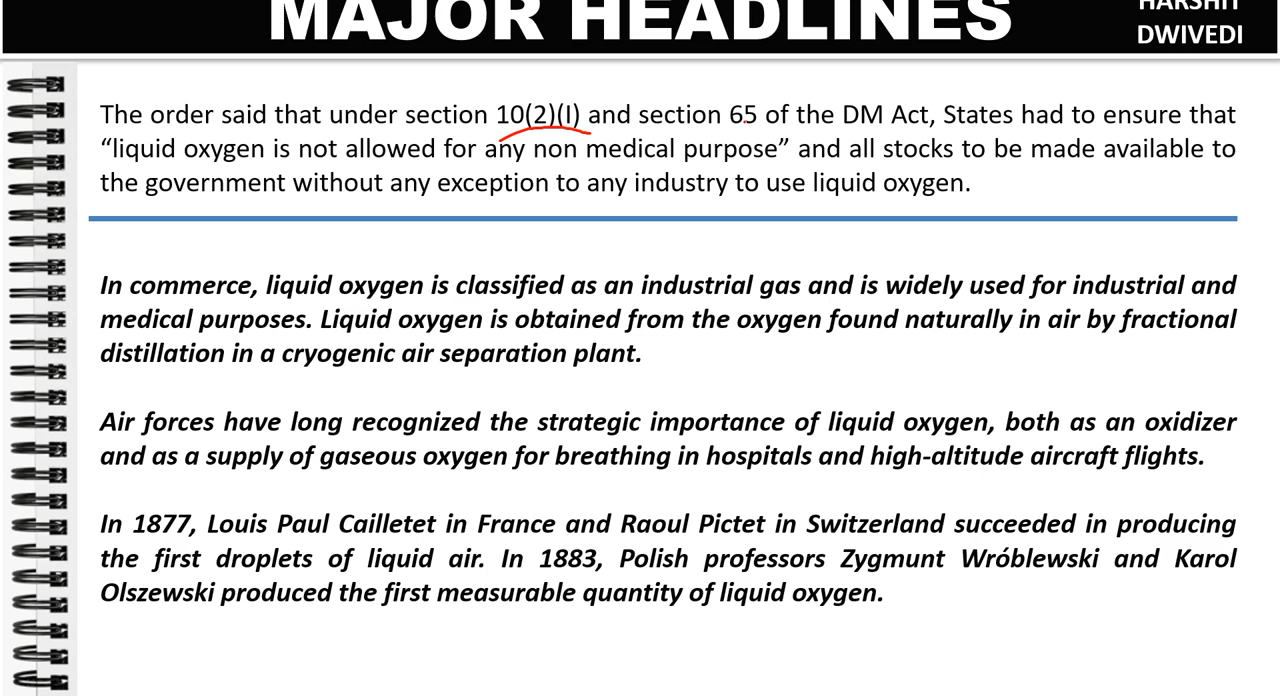 MAJOR HEADLINES
HARSHIT
DWIVEDI
The order said that under section 10(2)(I) and section 65 of the DM Act, States had to ensure that
“liquid oxygen is not allowed for any non medical purpose” and all stocks to be made available to
the government without any exception to any industry to use liquid oxygen.
In commerce, liquid oxygen is classified as an industrial gas and is widely used for industrial and
medical purposes. Liquid oxygen is obtained from the oxygen found naturally in air by fractional
distillation in a cryogenic air separation plant.
Air forces have long recognized the strategic importance of liquid oxygen, both as an oxidizer
and as a supply of gaseous oxygen for breathing in hospitals and high-altitude aircraft flights.
In 1877, Louis Paul Cailletet in France and Raoul Pictet in Switzerland succeeded in producing
the first droplets of liquid air. In 1883, Polish professors Zygmunt Wróblewski and Karol
Olszewski produced the first measurable quantity of liquid oxygen.